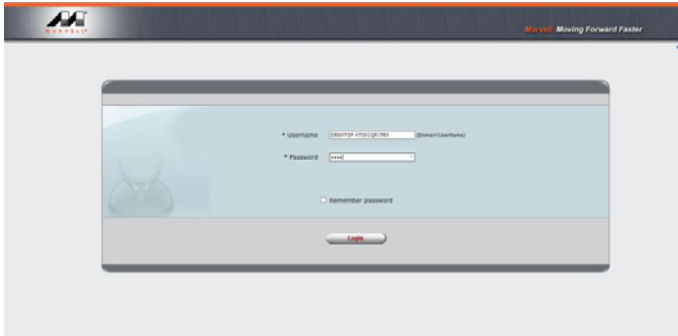 MARVELL®
Marvell. Moving Forward Faster
* Username (Domain\UserName)
* Password ****
Remember password
Login